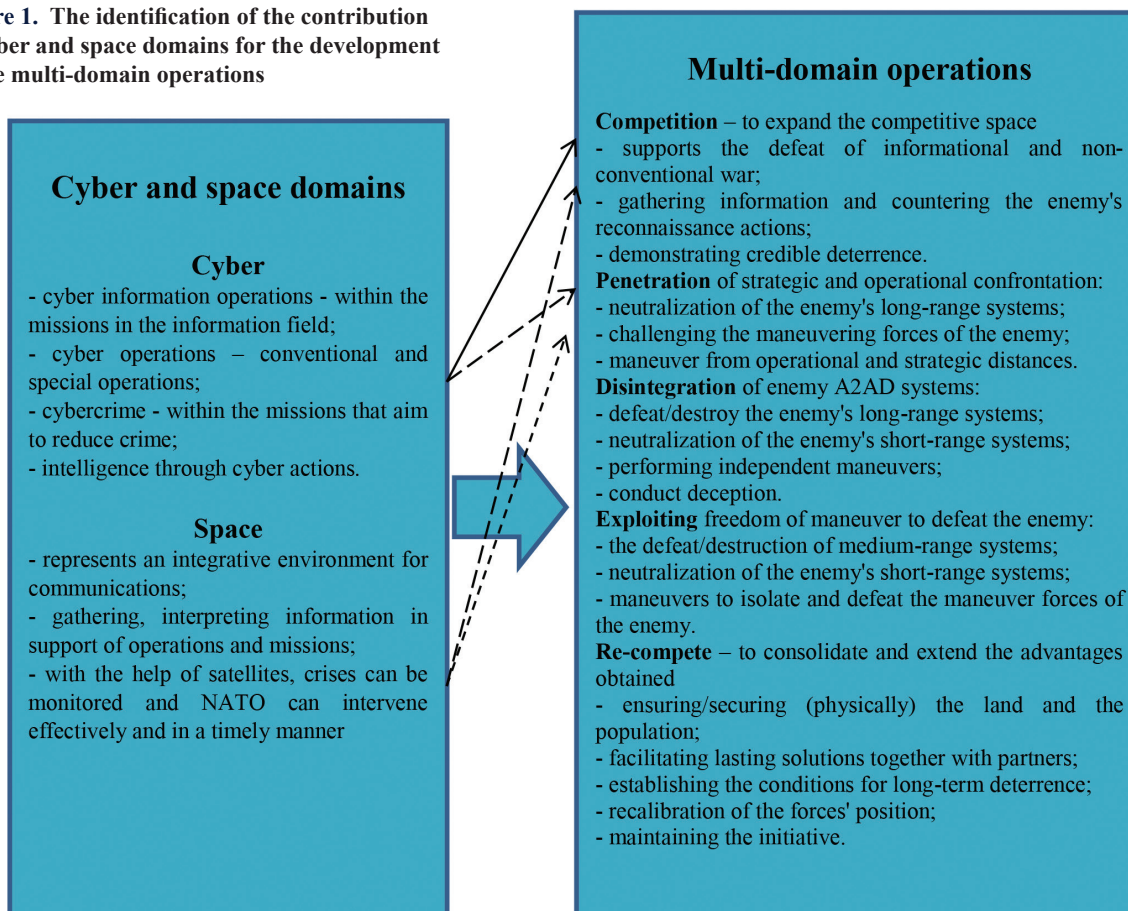 re 1. The identification of the contribution
ber and space domains for the development
e multi-domain operations
Cyber and space domains
Cyber
- cyber information operations - within the
missions in the information field;
- cyber operations – conventional and
special operations;
- cybercrime - within the missions that aim
to reduce crime;
- intelligence through cyber actions.
Space
- represents an integrative environment for
communications;
- gathering, interpreting information in
support of operations and missions;
- with the help of satellites, crises can be
monitored and NATO can intervene
effectively and in a timely manner
Multi-domain operations
Competition – to expand the competitive space
- supports the defeat of informational and non-
conventional war;
- gathering information and countering the enemy's
reconnaissance actions;
- demonstrating credible deterrence.
Penetration of strategic and operational confrontation:
- neutralization of the enemy's long-range systems;
- challenging the maneuvering forces of the enemy;
- maneuver from operational and strategic distances.
Disintegration of enemy A2AD systems:
- defeat/destroy the enemy's long-range systems;
- neutralization of the enemy's short-range systems;
- performing independent maneuvers;
- conduct deception.
Exploiting freedom of maneuver to defeat the enemy:
- the defeat/destruction of medium-range systems;
- neutralization of the enemy's short-range systems;
- maneuvers to isolate and defeat the maneuver forces of
the enemy.
Re-compete – to consolidate and extend the advantages
obtained
- ensuring/securing (physically) the land and the
population;
- facilitating lasting solutions together with partners;
- establishing the conditions for long-term deterrence;
- recalibration of the forces' position;
- maintaining the initiative.